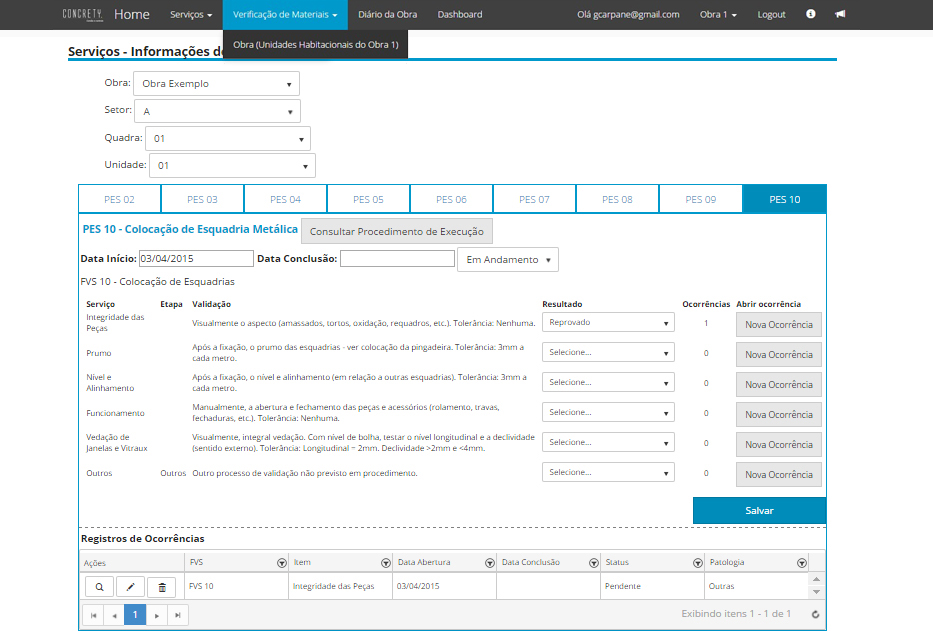 CONCRETY Home Serviços Verificação de Materiais Diário da Obra Dashboard Olá gcarpane@gmail.com Obra 1 Logout
Obra (Unidades Habitacionais do Obra 1)
Serviços - Informações d
Obra: Obra Exemplo
Setor: A
Quadra: 01
Unidade: 01
PES 02 PES 03 PES 04 PES 05 PES 06 PES 07 PES 08 PES 09 PES 10
PES 10 - Colocação de Esquadria Metálica Consultar Procedimento de Execução
Data Início: 03/04/2015 Data Conclusão: Em Andamento
FVS 10 - Colocação de Esquadrias
Serviço Etapa Validação Resultado Ocorrências Abrir ocorrência
Integridade das
Peças
Visualmente o aspecto (amassados, tortos, oxidação, requadros, etc.). Tolerância: Nenhuma. Reprovado 1 Nova Ocorrência
Prumo
Após a fixação, o prumo das esquadrias - ver colocação da pingadeira. Tolerância: 3mm a
cada metro.
Selecione... 0 Nova Ocorrência
Nível e
Alinhamento
Após a fixação, o nível e alinhamento (em relação a outras esquadrias). Tolerância: 3mm a
cada metro.
Selecione... 0 Nova Ocorrência
Funcionamento
Manualmente, a abertura e fechamento das peças e acessórios (rolamento, travas,
fechaduras, etc.). Tolerância: Nenhuma.
Selecione... 0 Nova Ocorrência
Vedação de
Janelas e Vitraux
Visualmente, integral vedação. Com nível de bolha, testar o nível longitudinal e a declividade
(sentido externo). Tolerância: Longitudinal = 2mm. Declividade >2mm e <4mm.
Selecione... 0 Nova Ocorrência
Outros Outros Outro processo de validação não previsto em procedimento. Selecione... 0 Nova Ocorrência
Salvar
Registros de Ocorrências
Ações FVS Item Data Abertura Data Conclusão Status Patologia
FVS 10 Integridade das Peças 03/04/2015 Pendente Outras
1 Exibindo itens 1 - 1 de 1